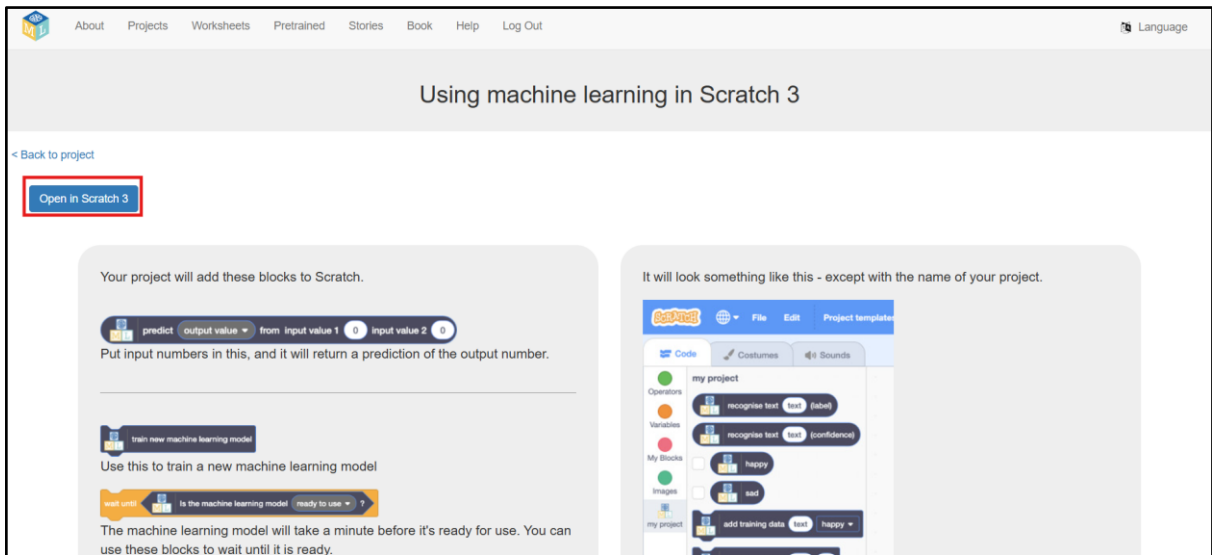 About Projects Worksheets Pretrained Stories Book Help Log Out Language
Using machine learning in Scratch 3
< Back to project
Open in Scratch 3
Your project will add these blocks to Scratch.
predict output value from input value 1 0 input value 2 0
Put input numbers in this, and it will return a prediction of the output number.
train new machine learning model
Use this to train a new machine learning model
wait until Is the machine learning model ready to use ?
The machine learning model will take a minute before it's ready for use. You can
use these blocks to wait until it is ready.
It will look something like this - except with the name of your project.
SCRATCH File Edit Project templates
Code Costumes Sounds
my project
Operators
recognise text text (label)
Variables
recognise text text (confidence)
My Blocks
happy
Images
sad
my project
add training data text happy